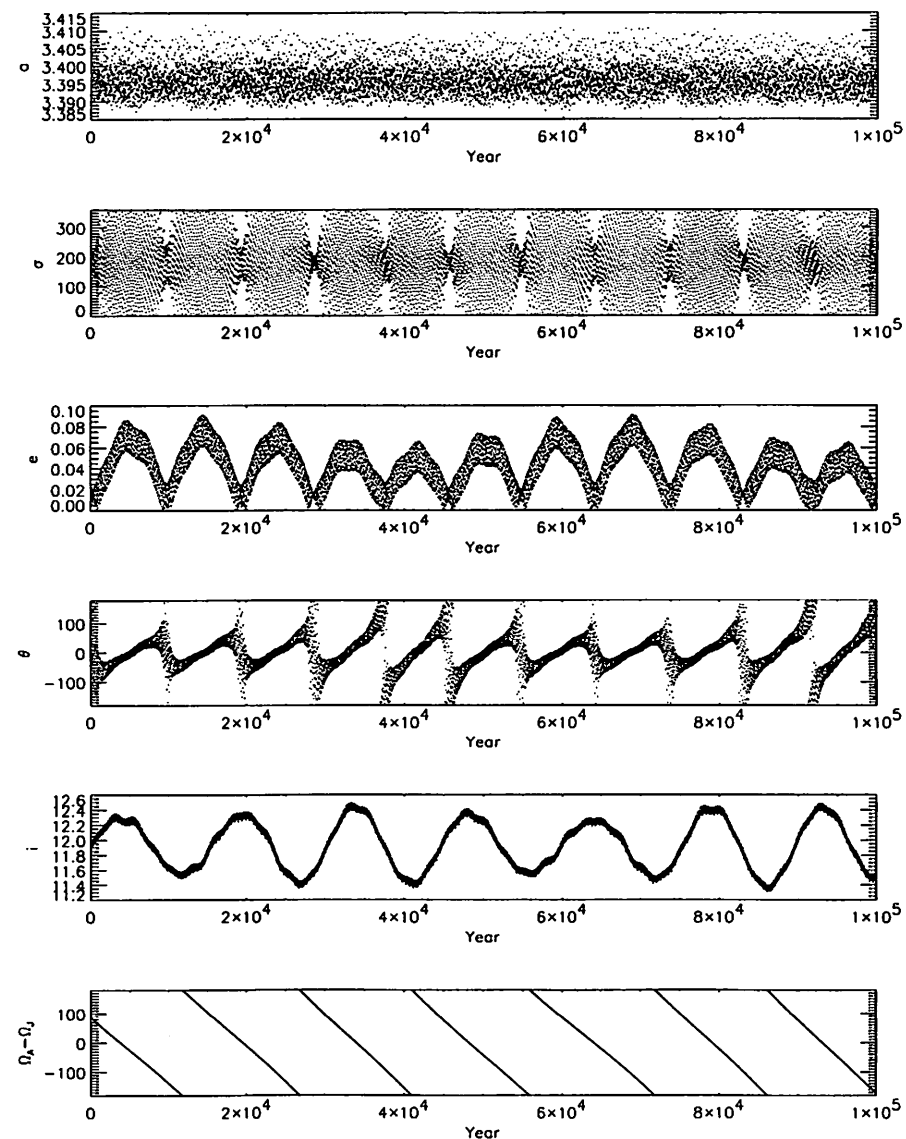 3.415
3.410
3.405
3.400
3.395
3.390
3.385
a
0 2×10⁴ 4×10⁴ 6×10⁴ 8×10⁴ 1×10⁵
Year
300
200
100
0
σ
0 2×10⁴ 4×10⁴ 6×10⁴ 8×10⁴ 1×10⁵
Year
0.10
0.08
0.06
0.04
0.02
0.00
e
0 2×10⁴ 4×10⁴ 6×10⁴ 8×10⁴ 1×10⁵
Year
100
0
-100
θ
0 2×10⁴ 4×10⁴ 6×10⁴ 8×10⁴ 1×10⁵
Year
12.6
12.4
12.2
12.0
11.8
11.6
11.4
11.2
i
0 2×10⁴ 4×10⁴ 6×10⁴ 8×10⁴ 1×10⁵
Year
100
0
-100
Ω_A-Ω_J
0 2×10⁴ 4×10⁴ 6×10⁴ 8×10⁴ 1×10⁵
Year